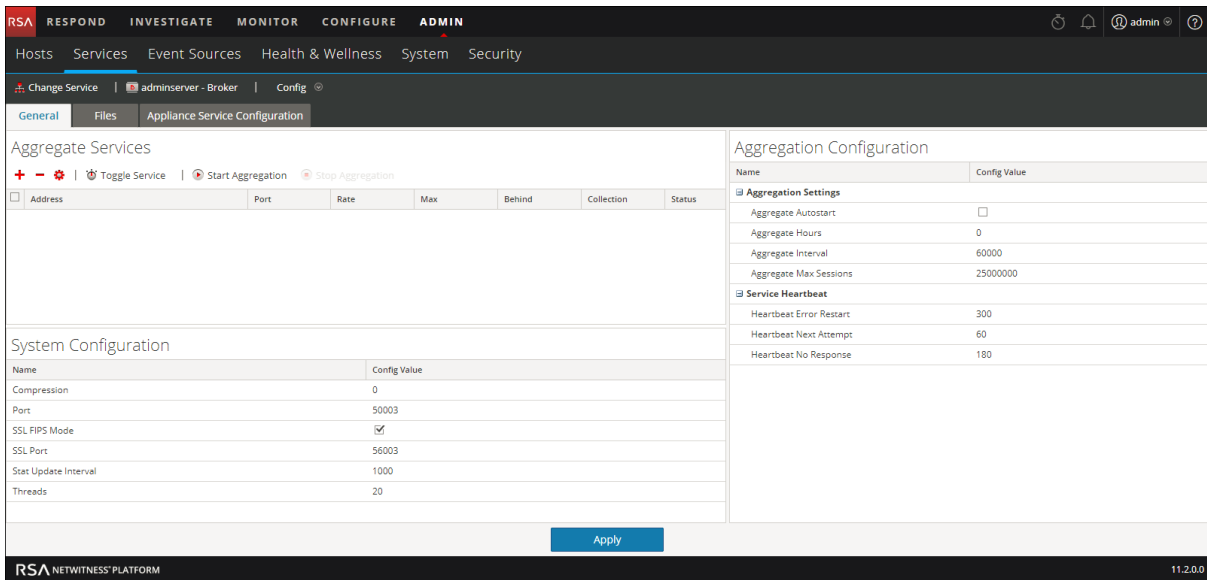 RSA RESPOND INVESTIGATE MONITOR CONFIGURE ADMIN admin ?
Hosts Services Event Sources Health & Wellness System Security
Change Service | adminserver - Broker | Config
General Files Appliance Service Configuration
Aggregate Services
Toggle Service | Start Aggregation Stop Aggregation
Address Port Rate Max Behind Collection Status
System Configuration
Name Config Value
Compression 0
Port 50003
SSL FIPS Mode
SSL Port 56003
Stat Update Interval 1000
Threads 20
Aggregation Configuration
Name Config Value
Aggregation Settings
Aggregate Autostart
Aggregate Hours 0
Aggregate Interval 60000
Aggregate Max Sessions 25000000
Service Heartbeat
Heartbeat Error Restart 300
Heartbeat Next Attempt 60
Heartbeat No Response 180
Apply
RSA NETWITNESS® PLATFORM 11.2.0.0